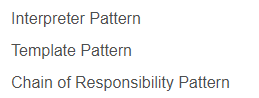 Interpreter Pattern
Template Pattern
Chain of Responsibility Pattern